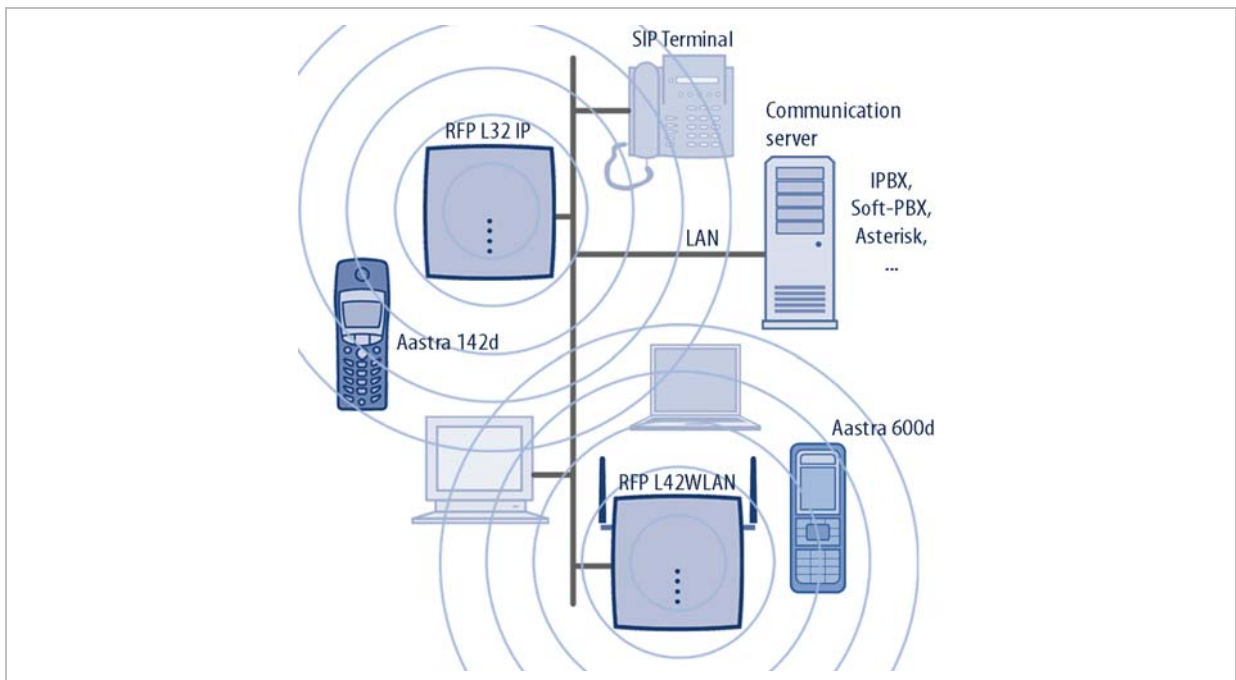 SIP Terminal
RFP L32 IP
Communication
server
IPBX,
Soft-PBX,
Asterisk,
...
LAN
Aastra 142d
Aastra 600d
RFP L42WLAN